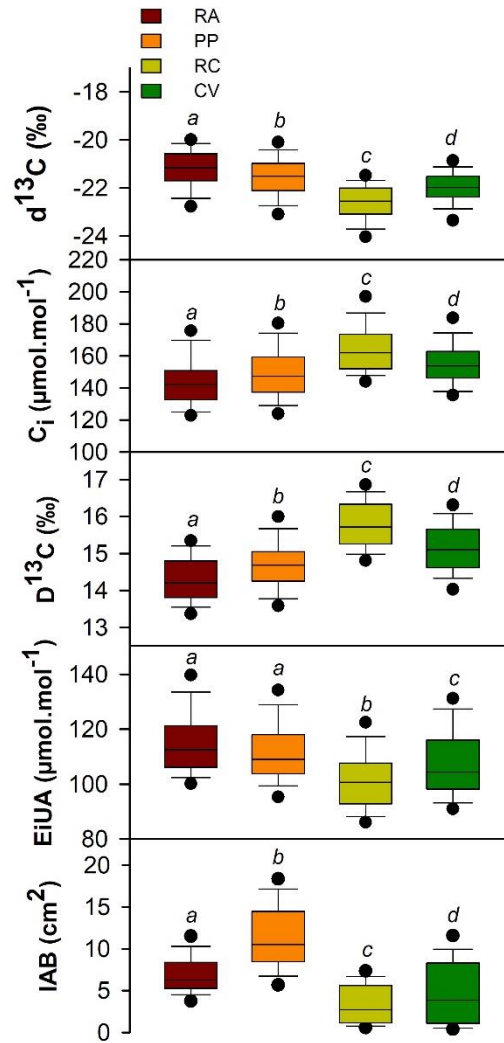 RA
PP
RC
CV
d¹³C (‰)
-18
-20
-22
-24
a
b
c
d
Cᵢ (µmol.mol⁻¹)
220
200
180
160
140
120
100
a
b
c
d
D¹³C (‰)
17
16
15
14
13
a
b
c
d
EiUA (µmol.mol⁻¹)
140
120
100
80
a
a
b
c
IAB (cm²)
20
15
10
5
0
a
b
c
d